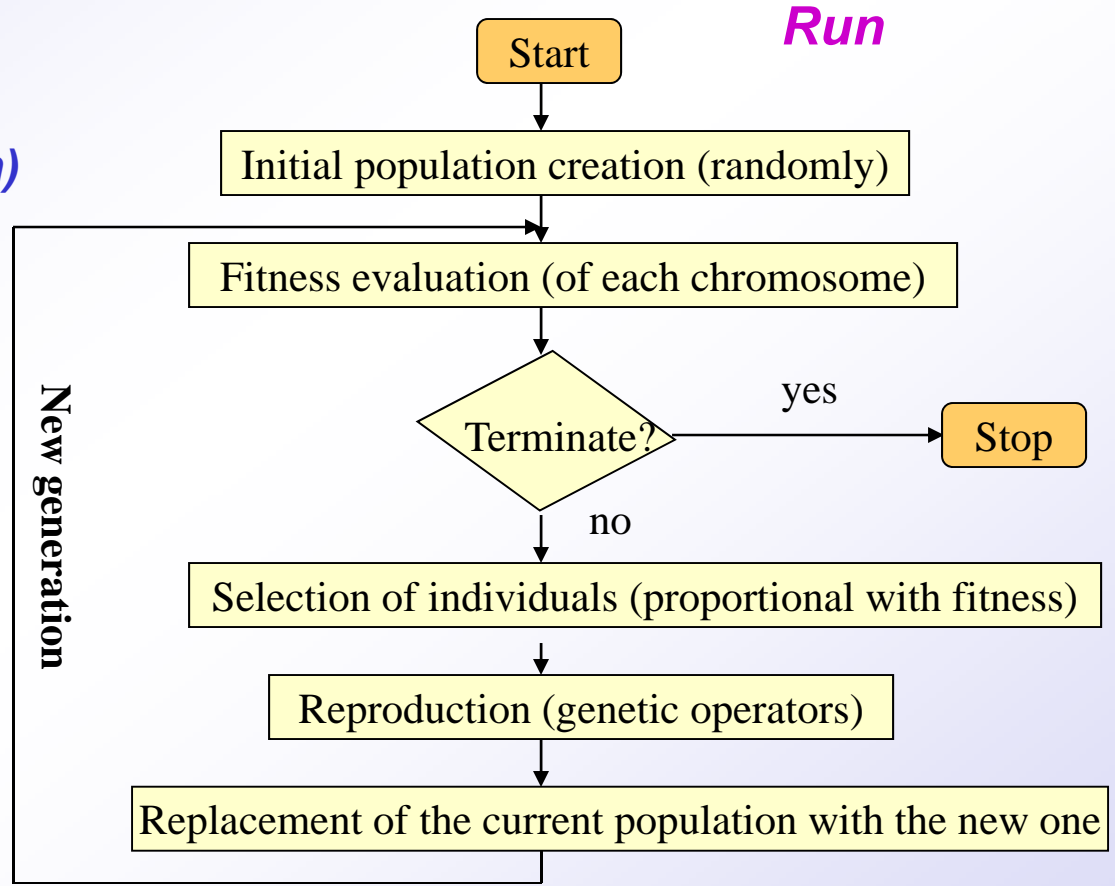 Run
Start
Initial population creation (randomly)
Fitness evaluation (of each chromosome)
Terminate?
yes
Stop
no
Selection of individuals (proportional with fitness)
Reproduction (genetic operators)
Replacement of the current population with the new one
New generation